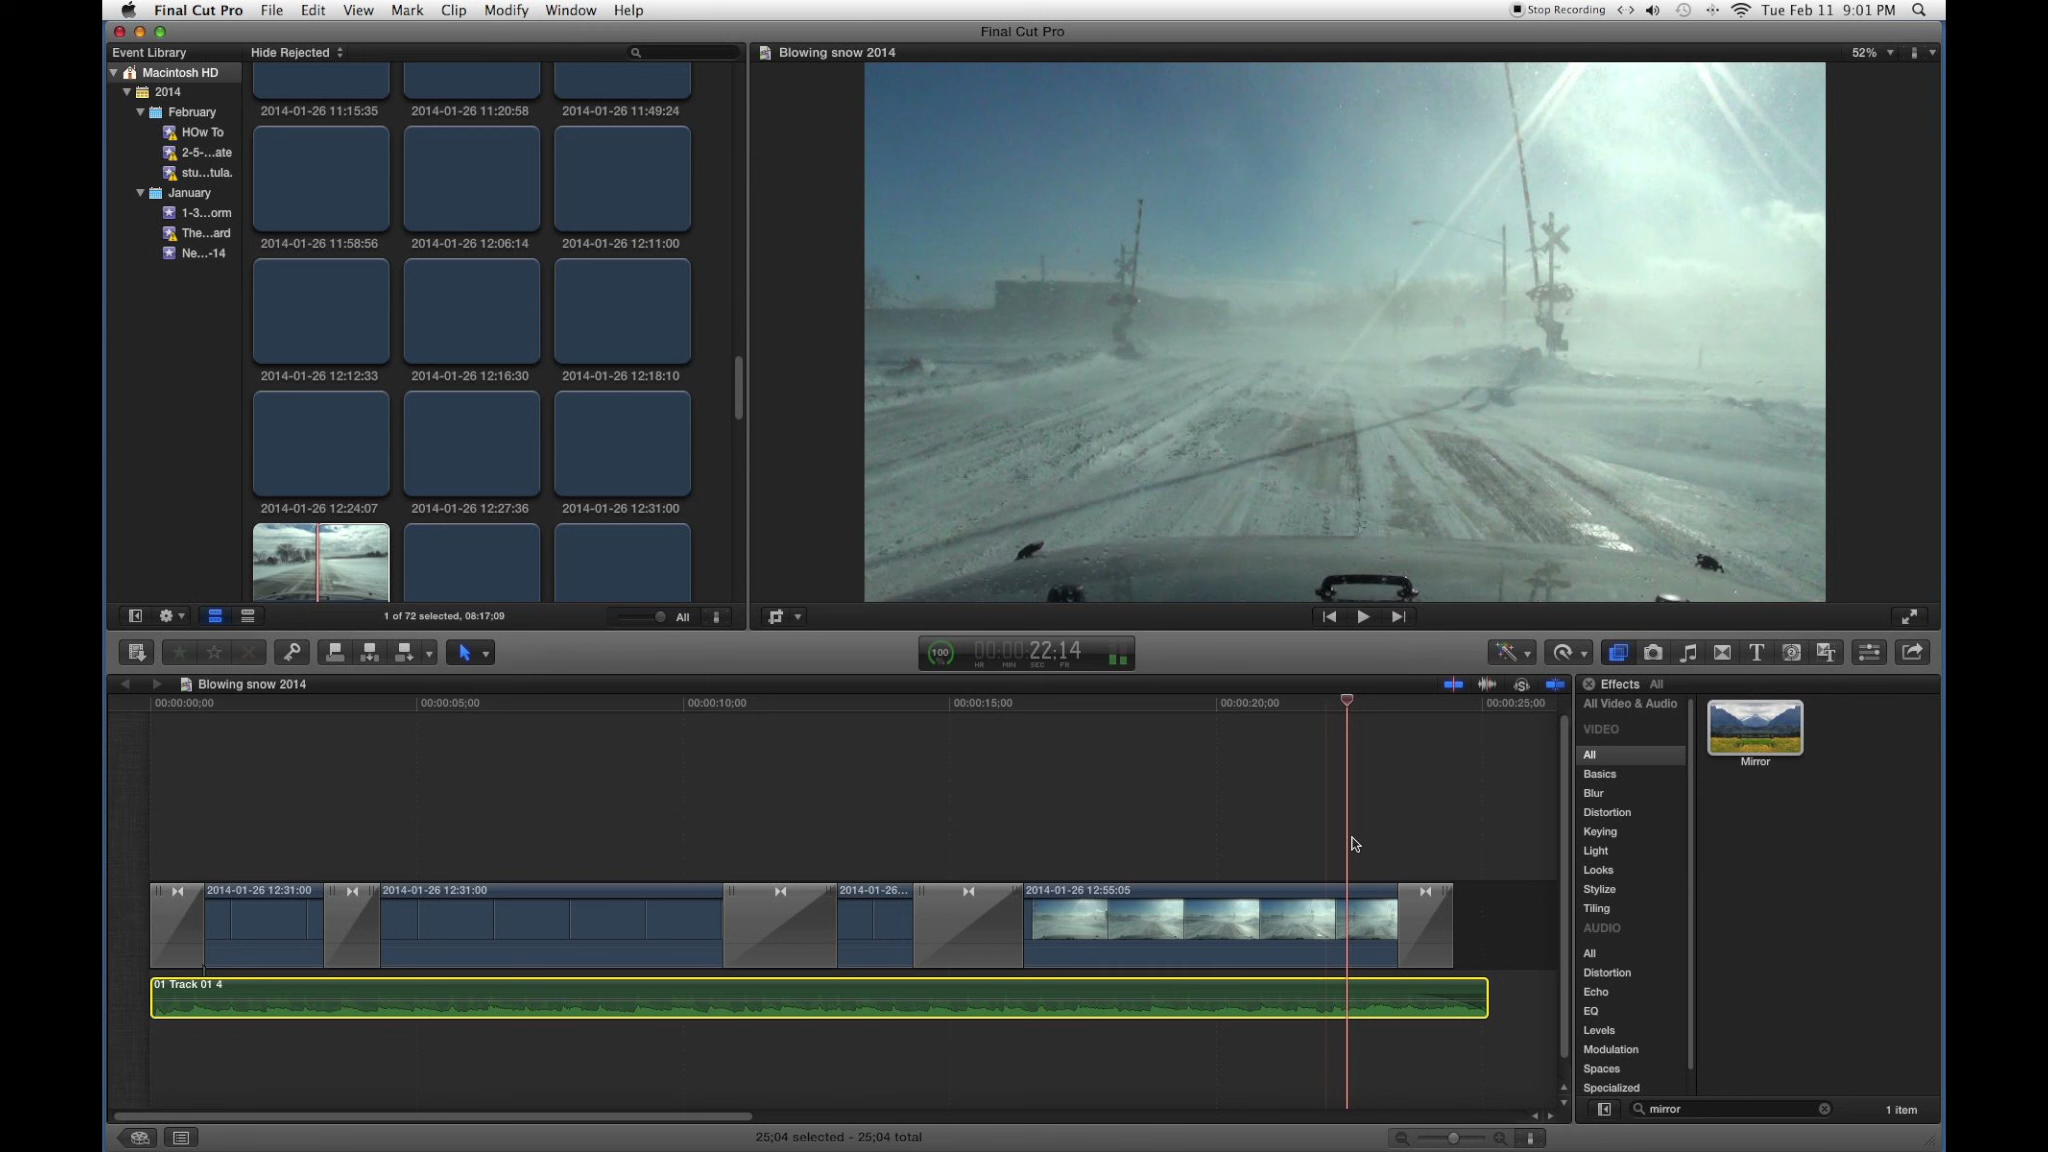 Final Cut Pro File Edit View Mark Clip Modify Window Help
Stop Recording Tue Feb 11 9:01 PM
Final Cut Pro
Event Library
Hide Rejected
Blowing snow 2014
52%
Macintosh HD
2014
February
HOw To
2-5-...ate
stu...tula.
January
1-3...orm
The...ard
Ne...-14
2014-01-26 11:15:35 2014-01-26 11:20:58 2014-01-26 11:49:24
2014-01-26 11:58:56 2014-01-26 12:06:14 2014-01-26 12:11:00
2014-01-26 12:12:33 2014-01-26 12:16:30 2014-01-26 12:18:10
2014-01-26 12:24:07 2014-01-26 12:27:36 2014-01-26 12:31:00
1 of 72 selected, 08:17;09
All
100 00:00:22;14
HR MIN SEC FR
Blowing snow 2014
00:00:00;00 00:00:05;00 00:00:10;00 00:00:15;00 00:00:20;00 00:00:25;00
2014-01-26 12:31:00 2014-01-26 12:31:00 2014-01-26... 2014-01-26 12:55:05
01 Track 01 4
Effects All
All Video & Audio
VIDEO
All
Basics
Blur
Distortion
Keying
Light
Looks
Stylize
Tiling
AUDIO
All
Distortion
Echo
EQ
Levels
Modulation
Spaces
Specialized
Mirror
mirror
1 item
25;04 selected - 25;04 total